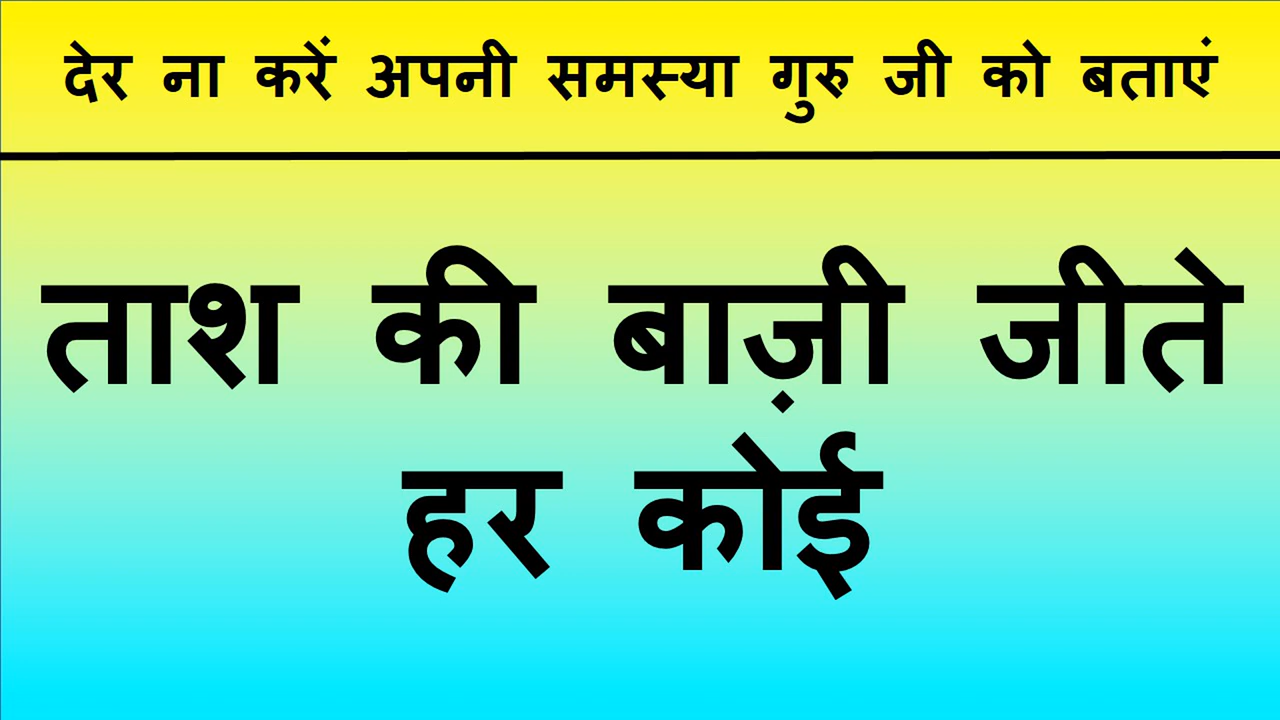 देर ना करें अपनी समस्या गुरु जी को बताएं
ताश की बाज़ी जीते
हर कोई